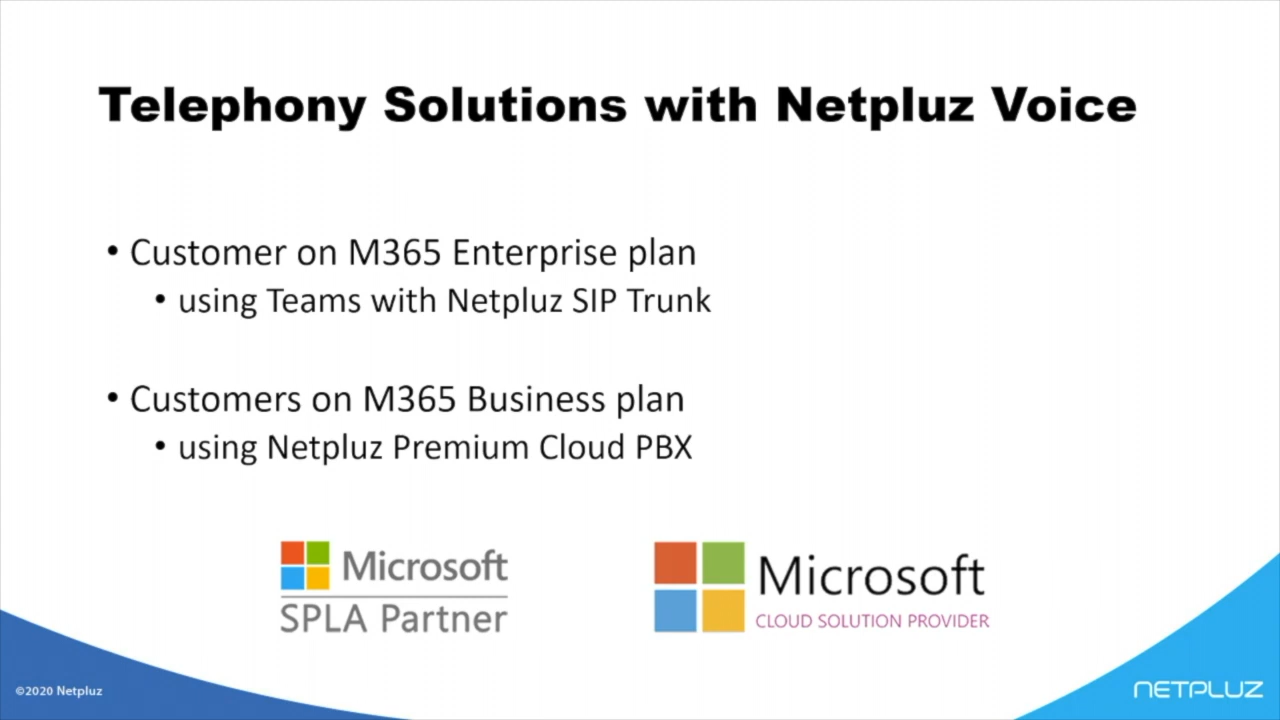 Telephony Solutions with Netpluz Voice
• Customer on M365 Enterprise plan
• using Teams with Netpluz SIP Trunk
• Customers on M365 Business plan
• using Netpluz Premium Cloud PBX
Microsoft
SPLA Partner
Microsoft
CLOUD SOLUTION PROVIDER
©2020 Netpluz
NETPLUZ